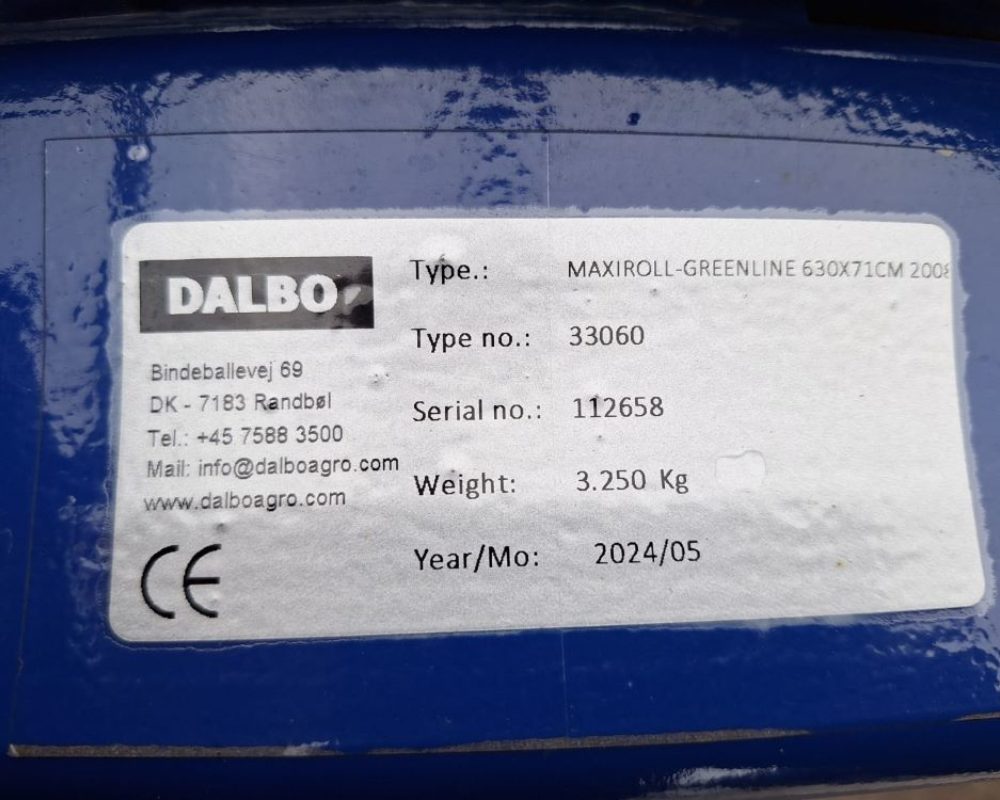 DALBO
Bindeballevej 69
DK - 7183 Randbøl
Tel.: +45 7588 3500
Mail: info@dalboagro.com
www.dalboagro.com
CE
Type.: MAXIROLL-GREENLINE 630X71CM 2008
Type no.: 33060
Serial no.: 112658
Weight: 3.250 Kg
Year/Mo: 2024/05